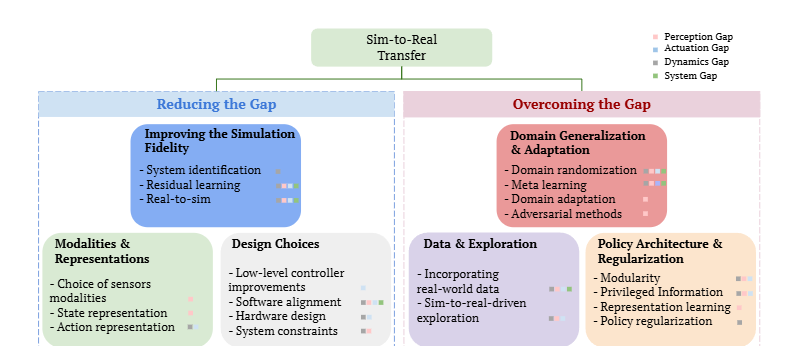 Sim-to-Real
Transfer
Perception Gap
Actuation Gap
Dynamics Gap
System Gap
Reducing the Gap
Improving the Simulation
Fidelity
- System identification
- Residual learning
- Real-to-sim
Modalities &
Representations
- Choice of sensors
modalities
- State representation
- Action representation
Design Choices
- Low-level controller
improvements
- Software alignment
- Hardware design
- System constraints
Overcoming the Gap
Domain Generalization
& Adaptation
- Domain randomization
- Meta learning
- Domain adaptation
- Adversarial methods
Data & Exploration
- Incorporating
real-world data
- Sim-to-real-driven
exploration
Policy Architecture &
Regularization
- Modularity
- Privileged Information
- Representation learning
- Policy regularization